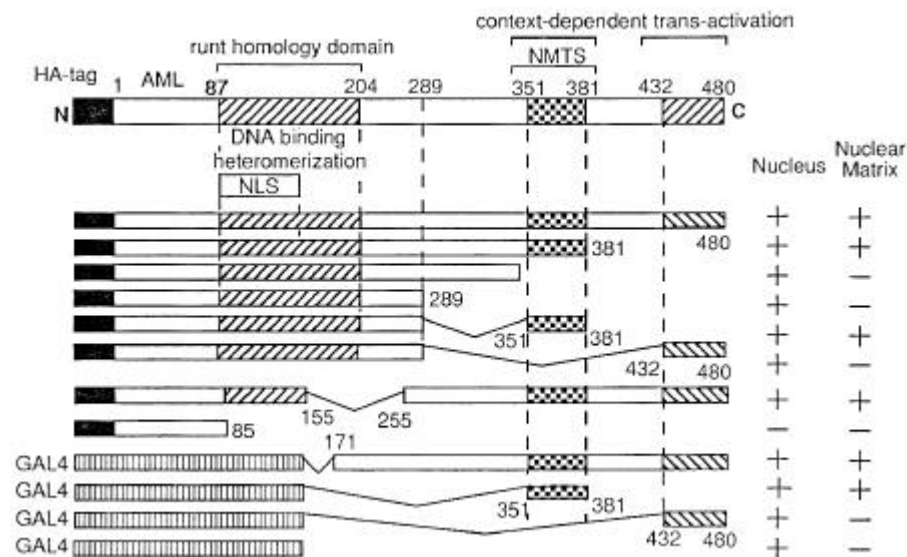 context-dependent trans-activation
runt homology domain
NMTS
HA-tag 1 AML 87 204 289 351 381 432 480
N C
DNA binding
heteromerization
NLS
Nucleus Nuclear Matrix
480 + +
381 + +
+ −
289 + −
351 381 + +
432 480 + −
155 255 + +
85 − −
171
GAL4 + +
GAL4 351 381 + +
GAL4 432 480 + −
GAL4 + −